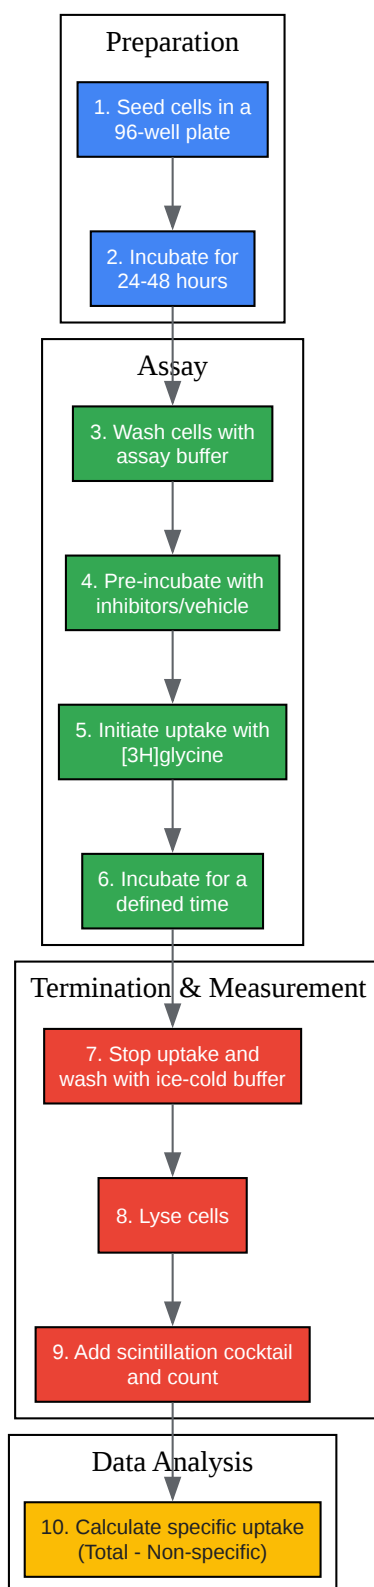 Preparation
1. Seed cells in a
96-well plate
2. Incubate for
24-48 hours
Assay
3. Wash cells with
assay buffer
4. Pre-incubate with
inhibitors/vehicle
5. Initiate uptake with
[3H]glycine
6. Incubate for a
defined time
Termination & Measurement
7. Stop uptake and
wash with ice-cold buffer
8. Lyse cells
9. Add scintillation cocktail
and count
Data Analysis
10. Calculate specific uptake
(Total - Non-specific)